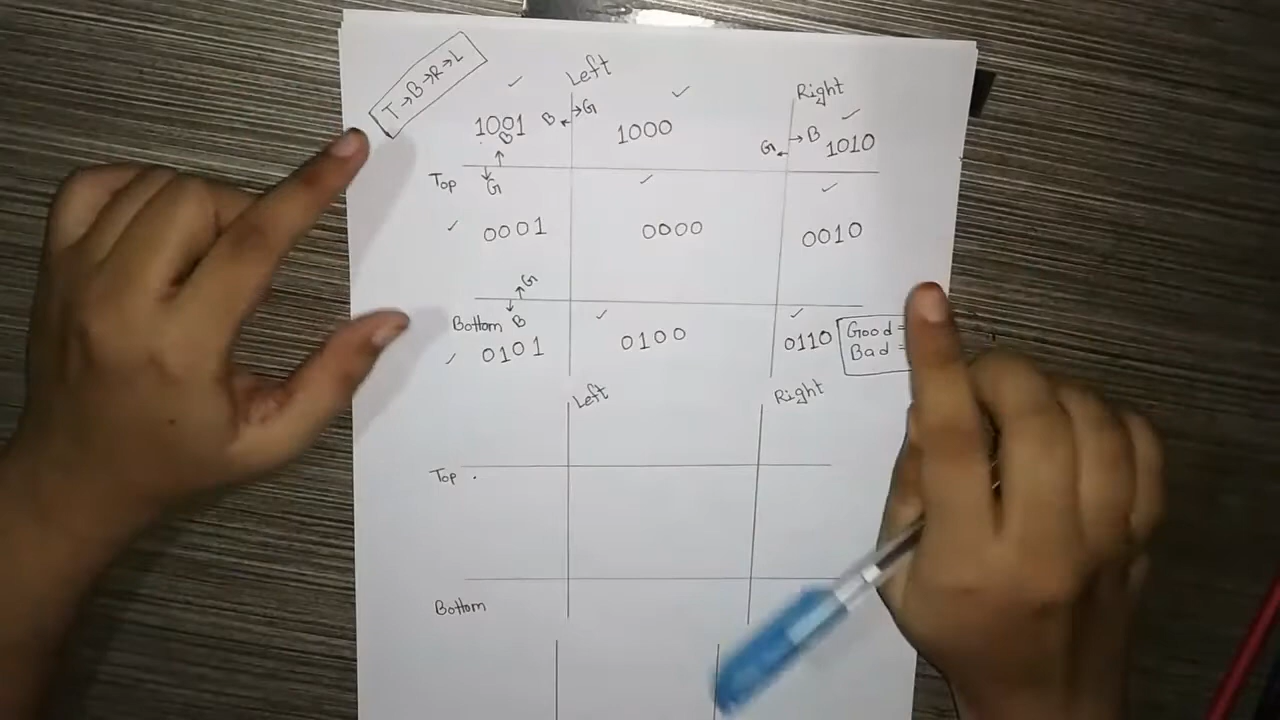 T→B→R→L
Left
Right
1001
B
G
1000
G
B
1010
B
Top
G
0001
0000
0010
G
Bottom
B
0101
0100
0110
Good =
Bad =
Left
Right
Top
Bottom